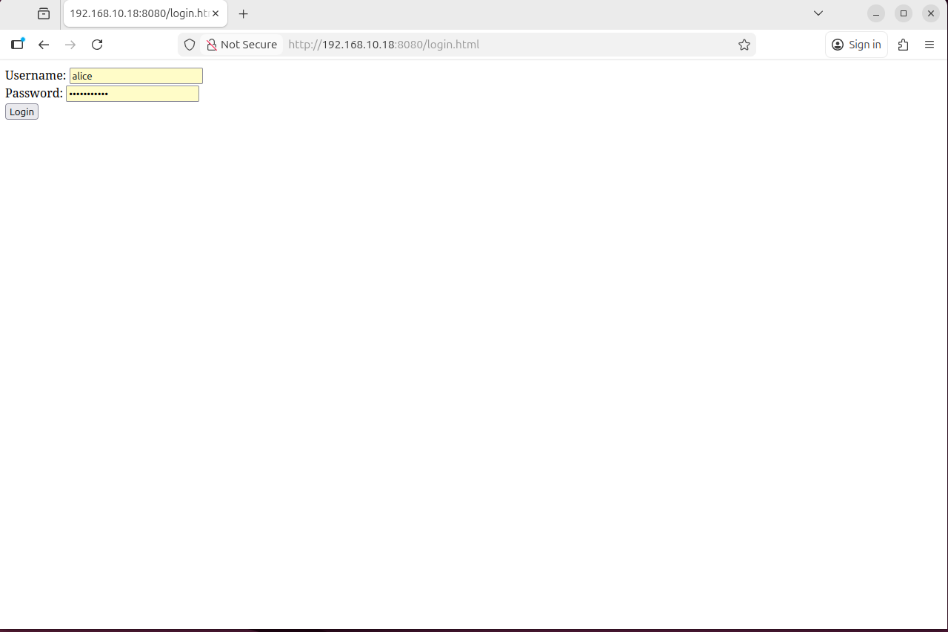 192.168.10.18:8080/login.ht
Not Secure http://192.168.10.18:8080/login.html Sign in
Username: alice
Password: •••••••••••
Login